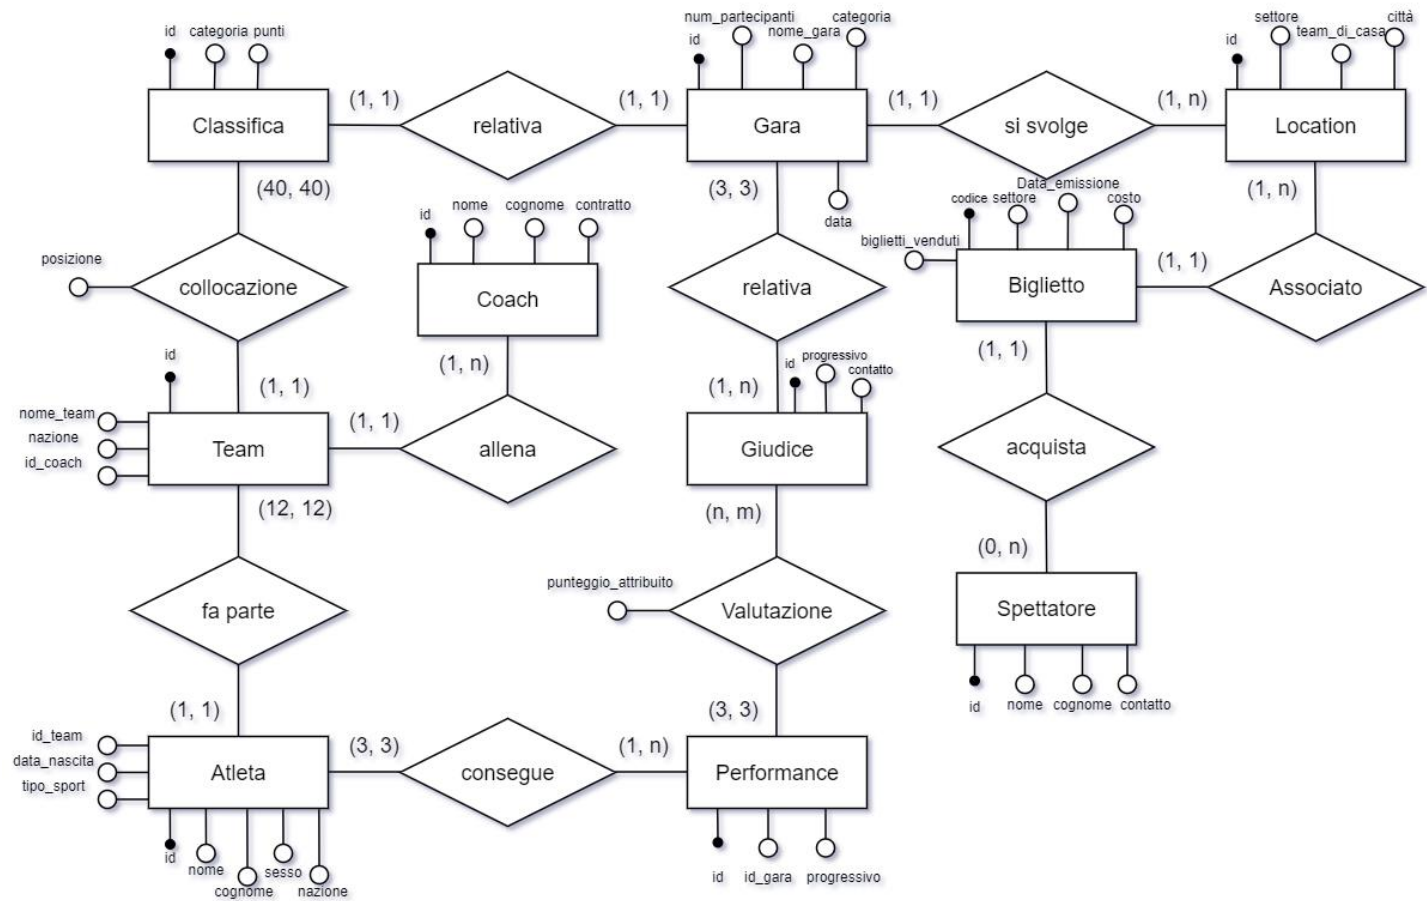 id
categoria
punti
Classifica
(1, 1)
relativa
(1, 1)
num_partecipanti
id
nome_gara
categoria
Gara
(1, 1)
si svolge
(1, n)
settore
id
team_di_casa
città
Location
(40, 40)
(3, 3)
data
(1, n)
posizione
collocazione
id
nome
cognome
contratto
Coach
relativa
codice
settore
Data_emissione
costo
biglietti_venduti
Biglietto
(1, 1)
Associato
(1, 1)
id
(1, 1)
(1, n)
(1, n)
id
progressivo
contatto
nome_team
nazione
id_coach
Team
(1, 1)
allena
Giudice
acquista
(12, 12)
(n, m)
(0, n)
fa parte
punteggio_attribuito
Valutazione
Spettatore
id
nome
cognome
contatto
(1, 1)
(3, 3)
id_team
data_nascita
tipo_sport
Atleta
(3, 3)
consegue
(1, n)
Performance
id
nome
cognome
sesso
nazione
id
id_gara
progressivo